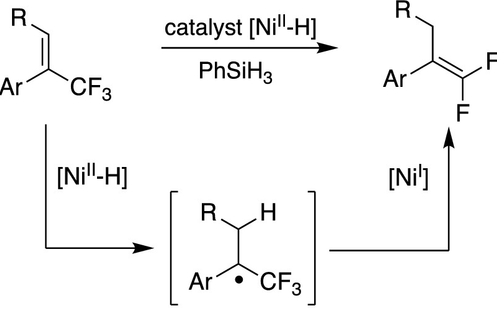 R
catalyst [Ni^II-H]
R
PhSiH₃
Ar
CF₃
Ar
F
F
[Ni^II-H]
[Ni^I]
R
H
Ar
CF₃